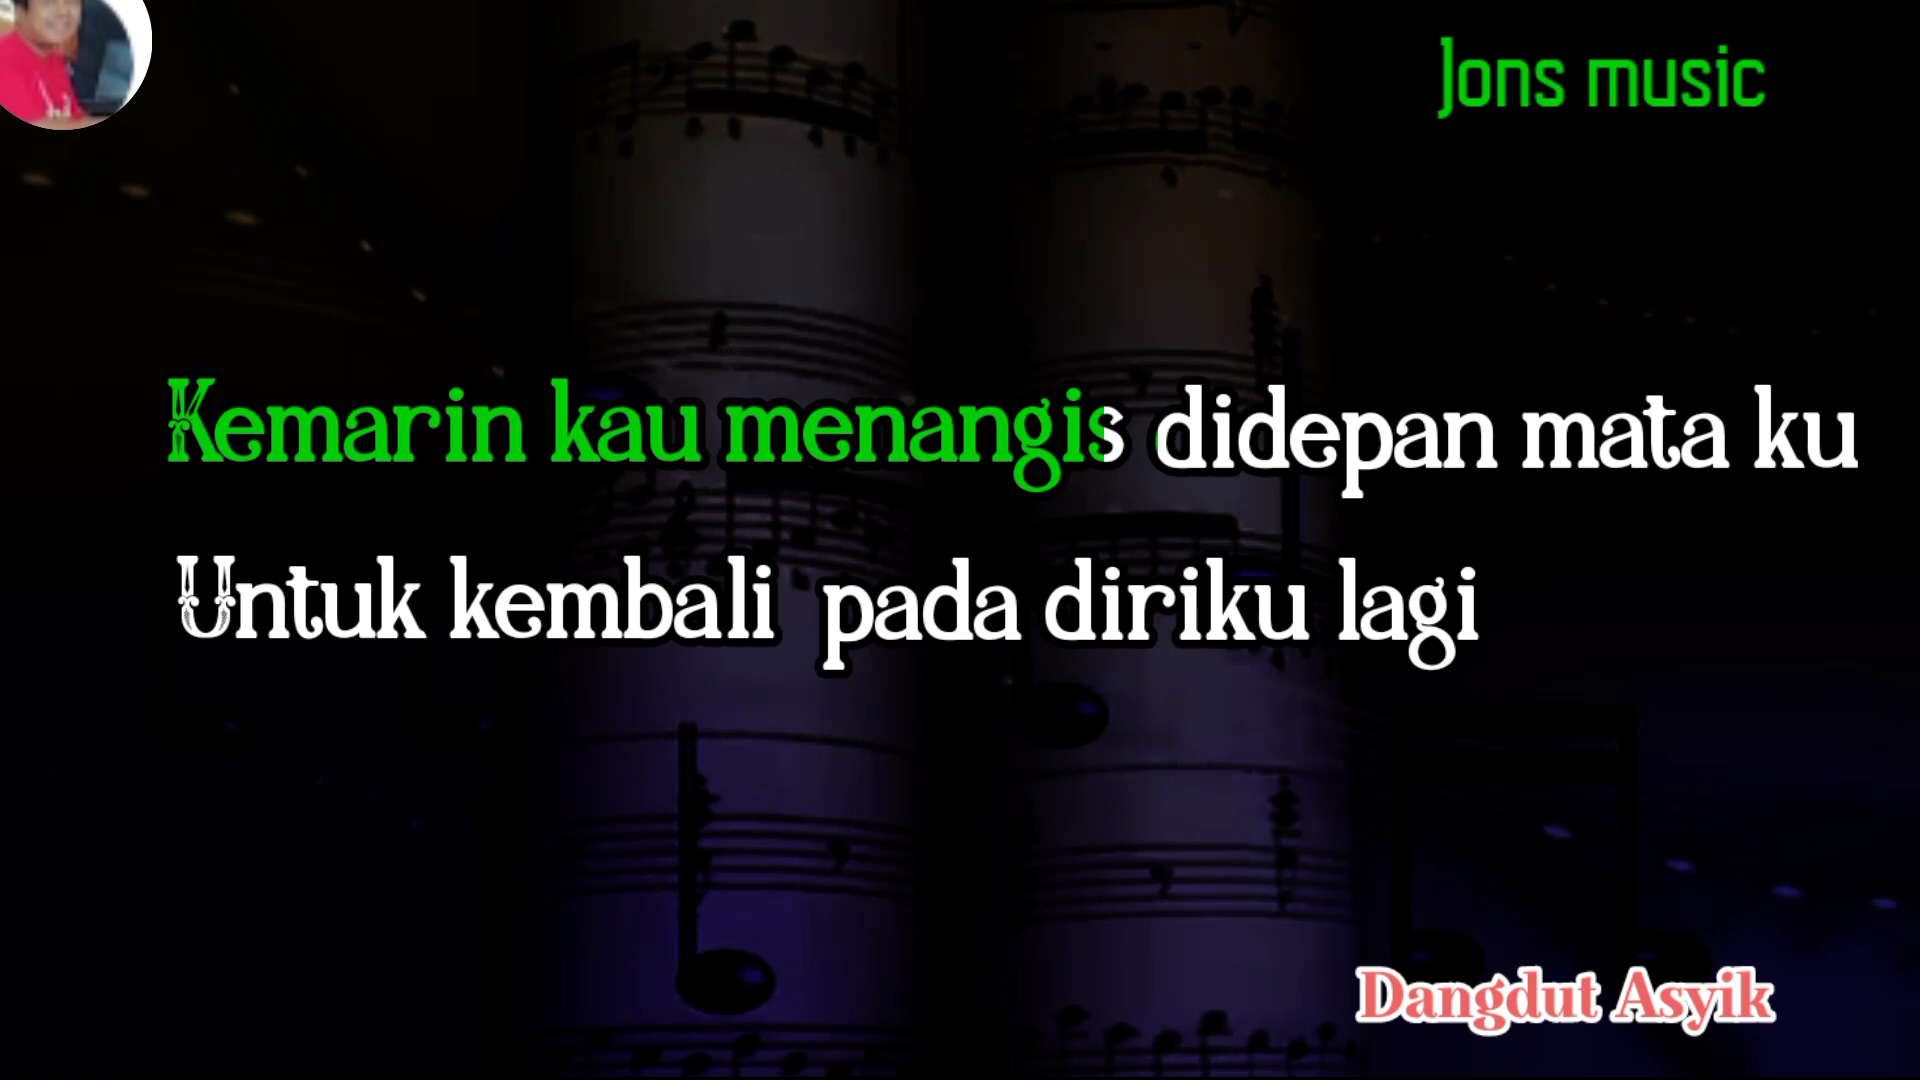 Jons music
Kemarin kau menangis didepan mata ku
Untuk kembali pada diriku lagi
Dangdut Asyik